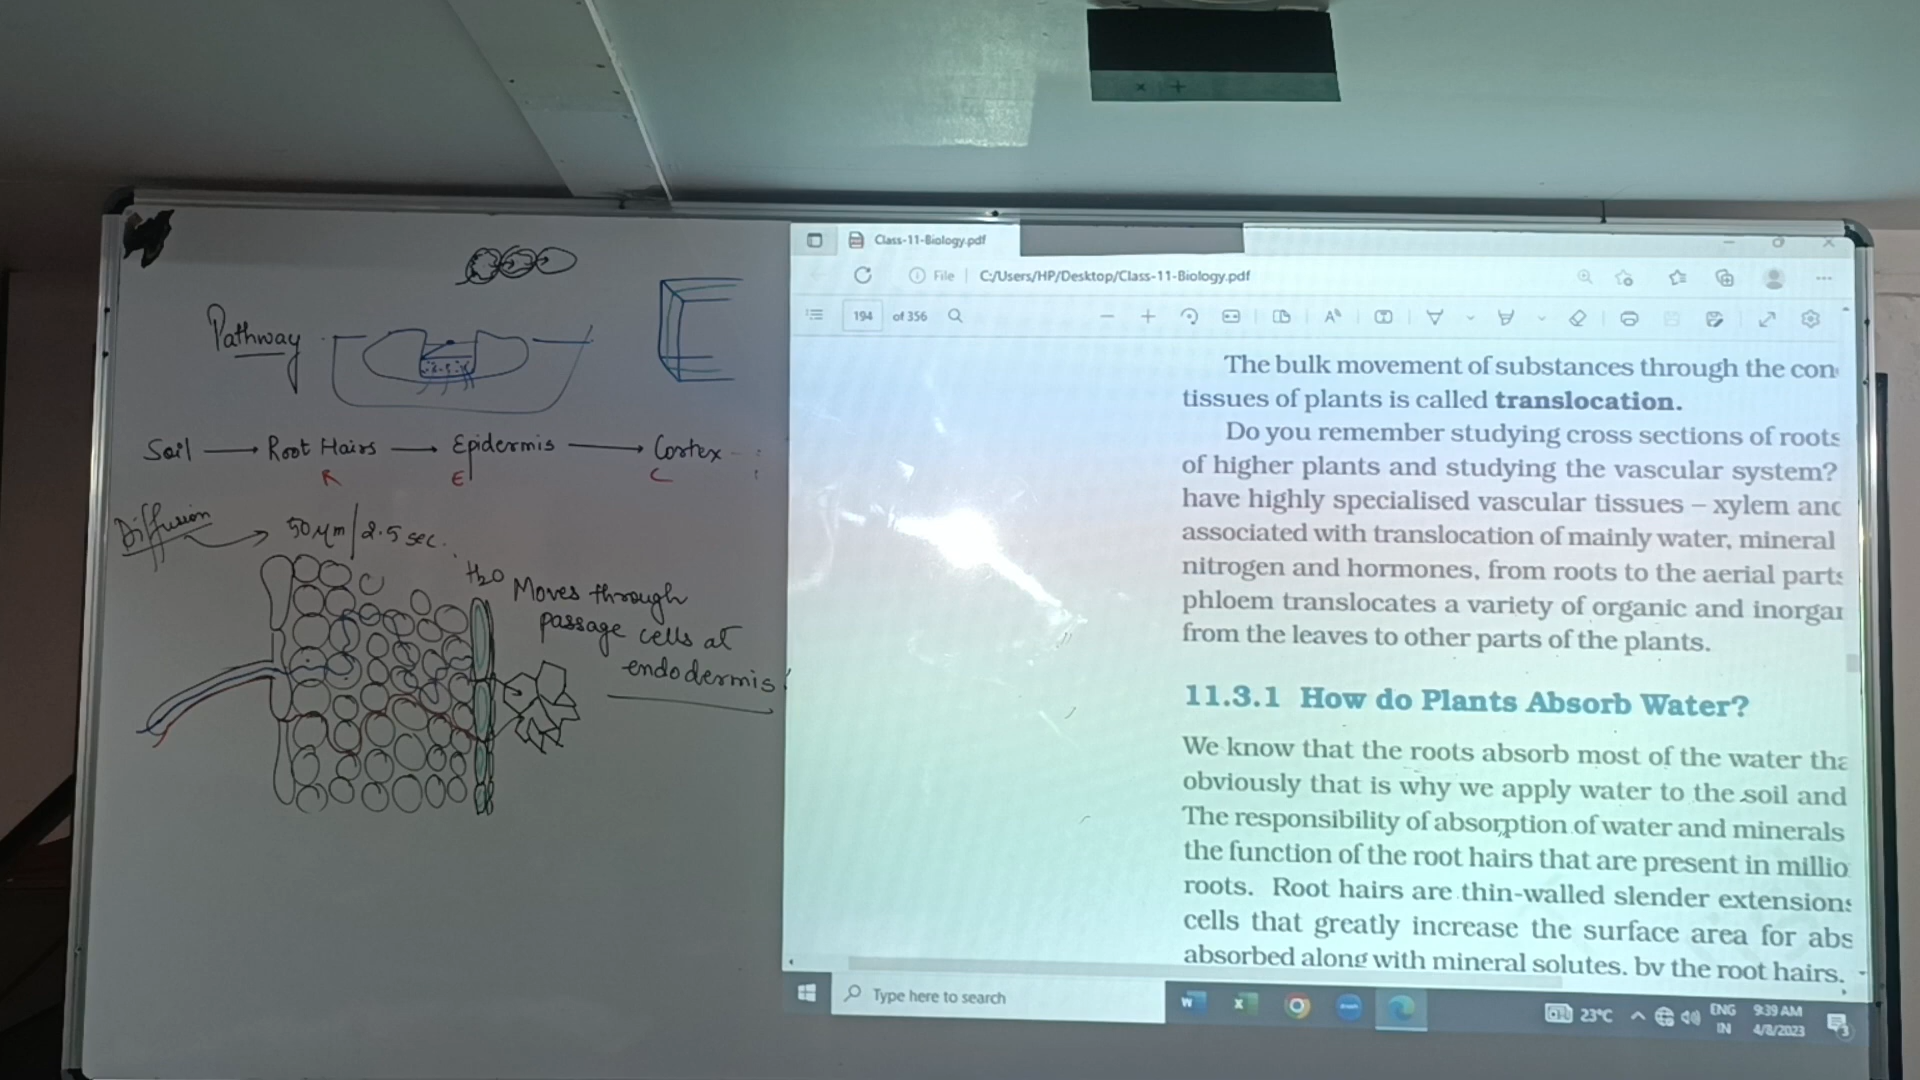 Pathway
Soil → Root Hairs → Epidermis → Cortex
R E C
Diffusion → 50 μm/2.5 sec.
H2O Moves through
passage cells at
endodermis
Class-11-Biology.pdf
File | C:/Users/HP/Desktop/Class-11-Biology.pdf
194 of 356
The bulk movement of substances through the con
tissues of plants is called translocation.
Do you remember studying cross sections of roots
of higher plants and studying the vascular system?
have highly specialised vascular tissues – xylem and
associated with translocation of mainly water, mineral
nitrogen and hormones, from roots to the aerial parts
phloem translocates a variety of organic and inorgan
from the leaves to other parts of the plants.
11.3.1 How do Plants Absorb Water?
We know that the roots absorb most of the water tha
obviously that is why we apply water to the soil and
The responsibility of absorption of water and minerals
the function of the root hairs that are present in millio
roots. Root hairs are thin-walled slender extensions
cells that greatly increase the surface area for abs
absorbed along with mineral solutes, by the root hairs,
Type here to search
23°C
ENG
IN
9:39 AM
4/8/2023